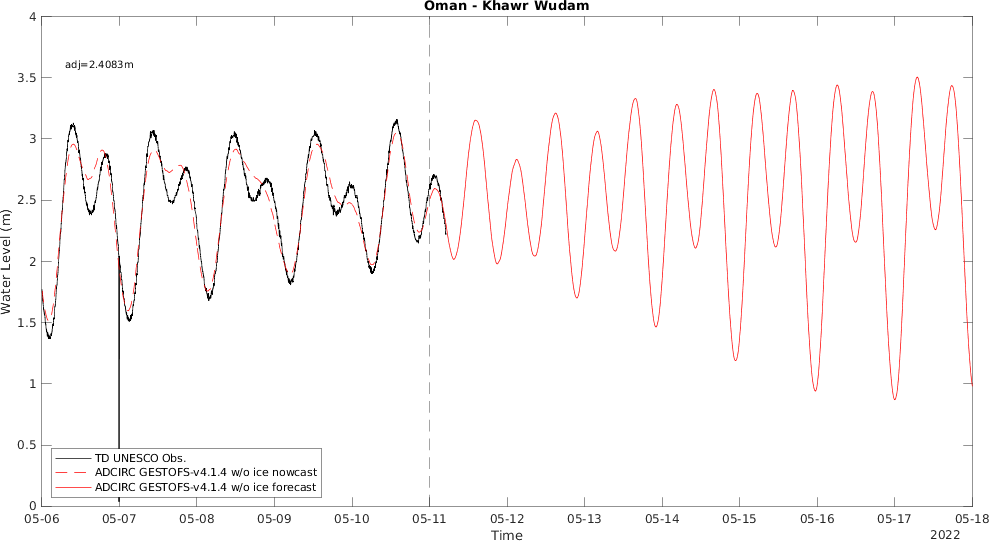 Oman - Khawr Wudam
adj=2.4083m
Water Level (m)
4
3.5
3
2.5
2
1.5
1
0.5
0
TD UNESCO Obs.
ADCIRC GESTOFS-v4.1.4 w/o ice nowcast
ADCIRC GESTOFS-v4.1.4 w/o ice forecast
05-06 05-07 05-08 05-09 05-10 05-11 05-12 05-13 05-14 05-15 05-16 05-17 05-18
Time
2022